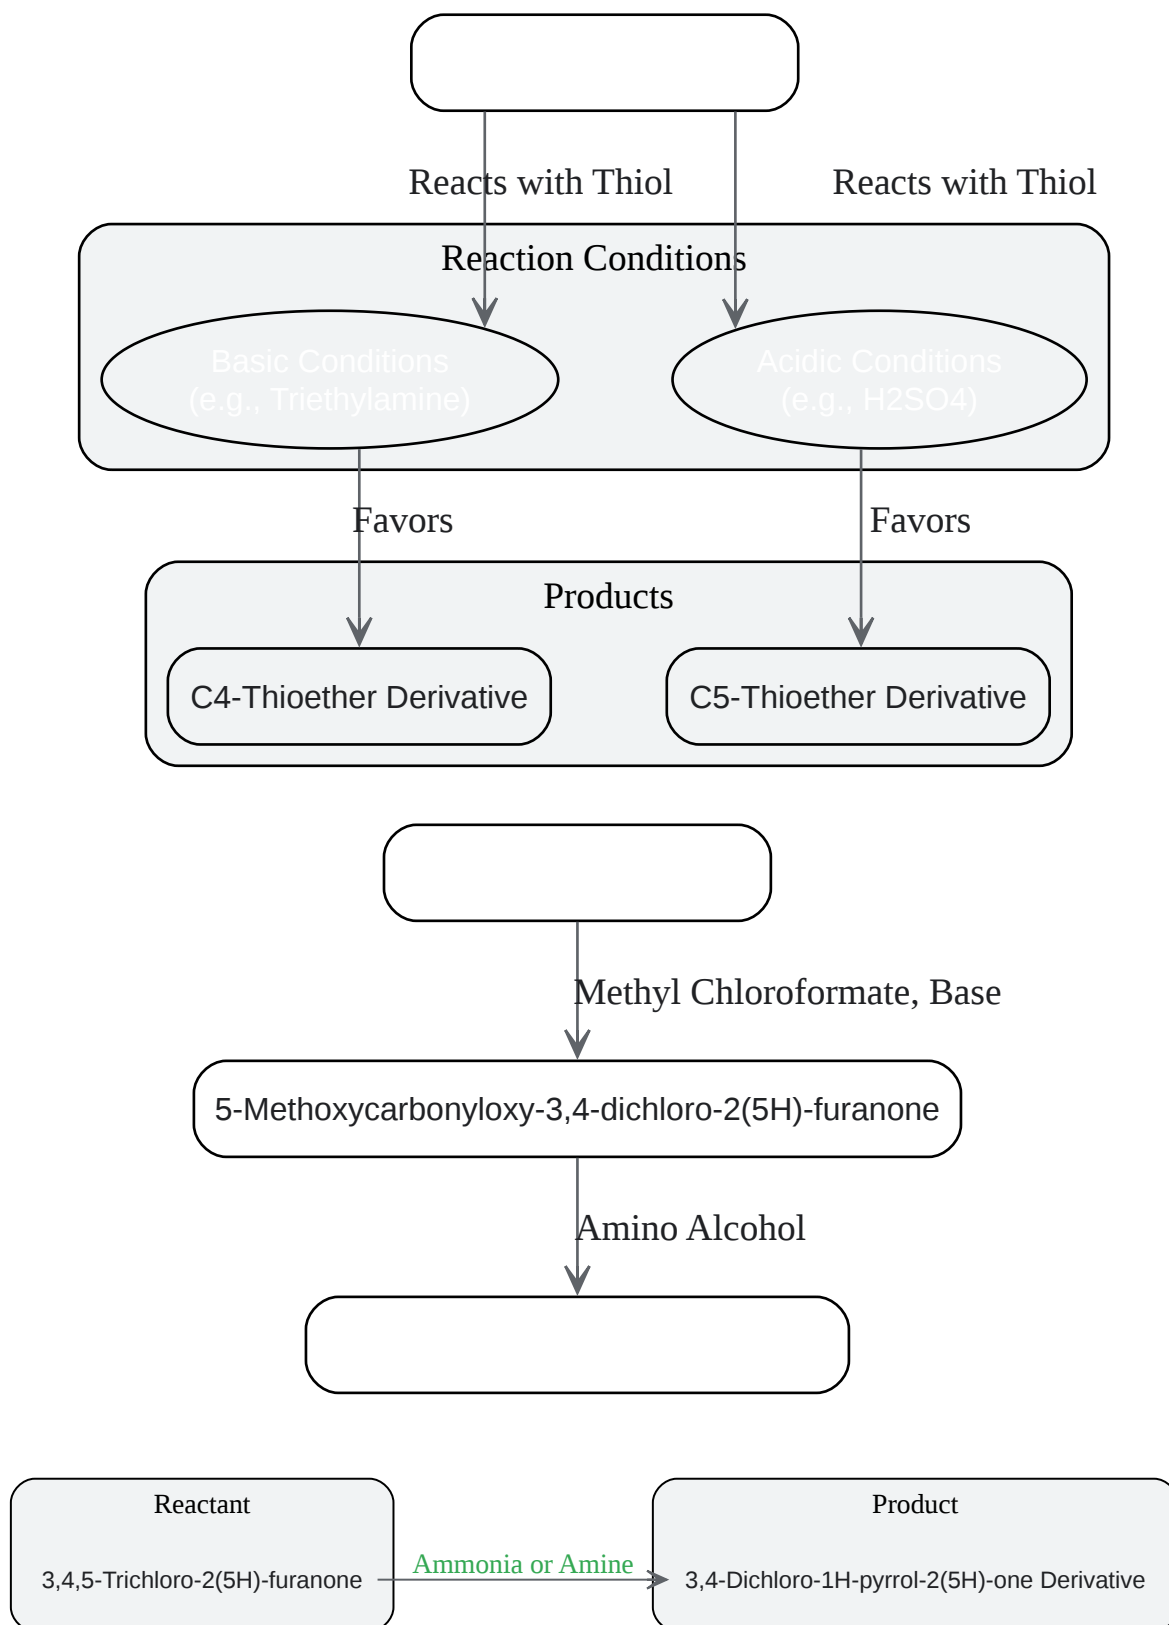 Reacts with Thiol
Reacts with Thiol
Reaction Conditions
Basic Conditions
(e.g., Triethylamine)
Acidic Conditions
(e.g., H2SO4)
Favors
Favors
Products
C4-Thioether Derivative
C5-Thioether Derivative
Methyl Chloroformate, Base
5-Methoxycarbonyloxy-3,4-dichloro-2(5H)-furanone
Amino Alcohol
Reactant
Product
3,4,5-Trichloro-2(5H)-furanone
Ammonia or Amine
3,4-Dichloro-1H-pyrrol-2(5H)-one Derivative